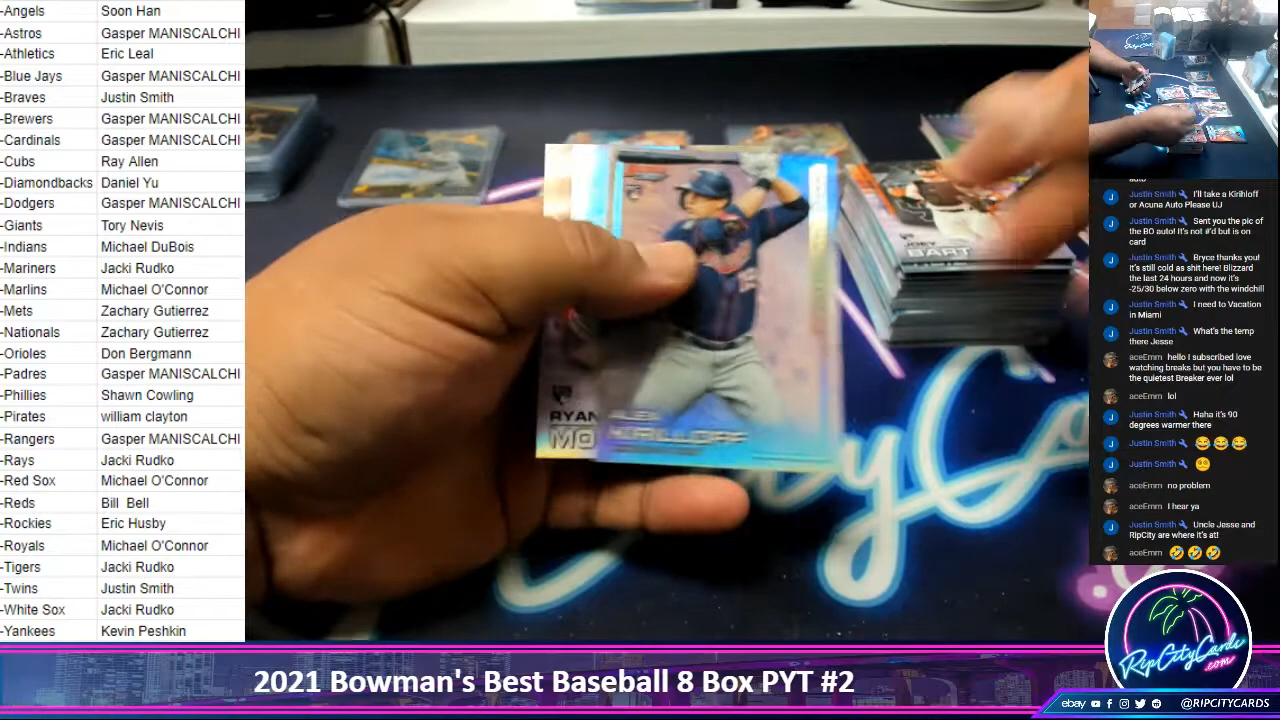 -Angels Soon Han
-Astros Gasper MANISCALCHI
-Athletics Eric Leal
-Blue Jays Gasper MANISCALCHI
-Braves Justin Smith
-Brewers Gasper MANISCALCHI
-Cardinals Gasper MANISCALCHI
-Cubs Ray Allen
-Diamondbacks Daniel Yu
-Dodgers Gasper MANISCALCHI
-Giants Tory Nevis
-Indians Michael DuBois
-Mariners Jacki Rudko
-Marlins Michael O'Connor
-Mets Zachary Gutierrez
-Nationals Zachary Gutierrez
-Orioles Don Bergmann
-Padres Gasper MANISCALCHI
-Phillies Shawn Cowling
-Pirates william clayton
-Rangers Gasper MANISCALCHI
-Rays Jacki Rudko
-Red Sox Michael O'Connor
-Reds Bill Bell
-Rockies Eric Husby
-Royals Michael O'Connor
-Tigers Jacki Rudko
-Twins Justin Smith
-White Sox Jacki Rudko
-Yankees Kevin Peshkin
JOEY
BART
RYAN
MO
ALEX
KIRILLOFF
yCa
auto
J Justin Smith I'll take a Kirihloff
or Acuna Auto Please UJ
J Justin Smith Sent you the pic of
the BO auto! It's not #'d but is on
card
J Justin Smith Bryce thanks you!
It's still cold as shit here! Blizzard
the last 24 hours and now it's
-25/30 below zero with the windchill
J Justin Smith I need to Vacation
in Miami
J Justin Smith What's the temp
there Jesse
aceEmm hello I subscribed love
watching breaks but you have to be
the quietest Breaker ever lol
aceEmm lol
J Justin Smith Haha it's 90
degrees warmer there
J Justin Smith 😂😂😂
J Justin Smith 😵
aceEmm no problem
aceEmm I hear ya
J Justin Smith Uncle Jesse and
RipCity are where it's at!
aceEmm 🤣🤣🤣
RipCityCards
.com
2021 Bowman's Best Baseball 8 Box PYT #2
ebay @RIPCITYCARDS